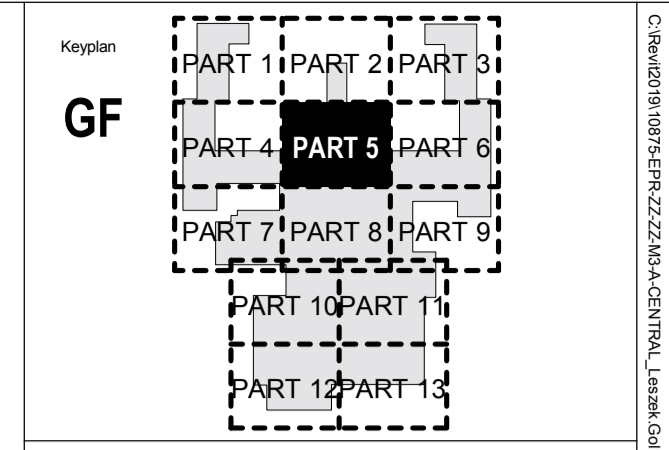 Keyplan
GF
PART 1 PART 2 PART 3
PART 4 PART 5 PART 6
PART 7 PART 8 PART 9
PART 10 PART 11
PART 12 PART 13
C:\Revit2019\10875-EPR-ZZ-ZZ-M3-A-CENTRAL_Leszek.Gol